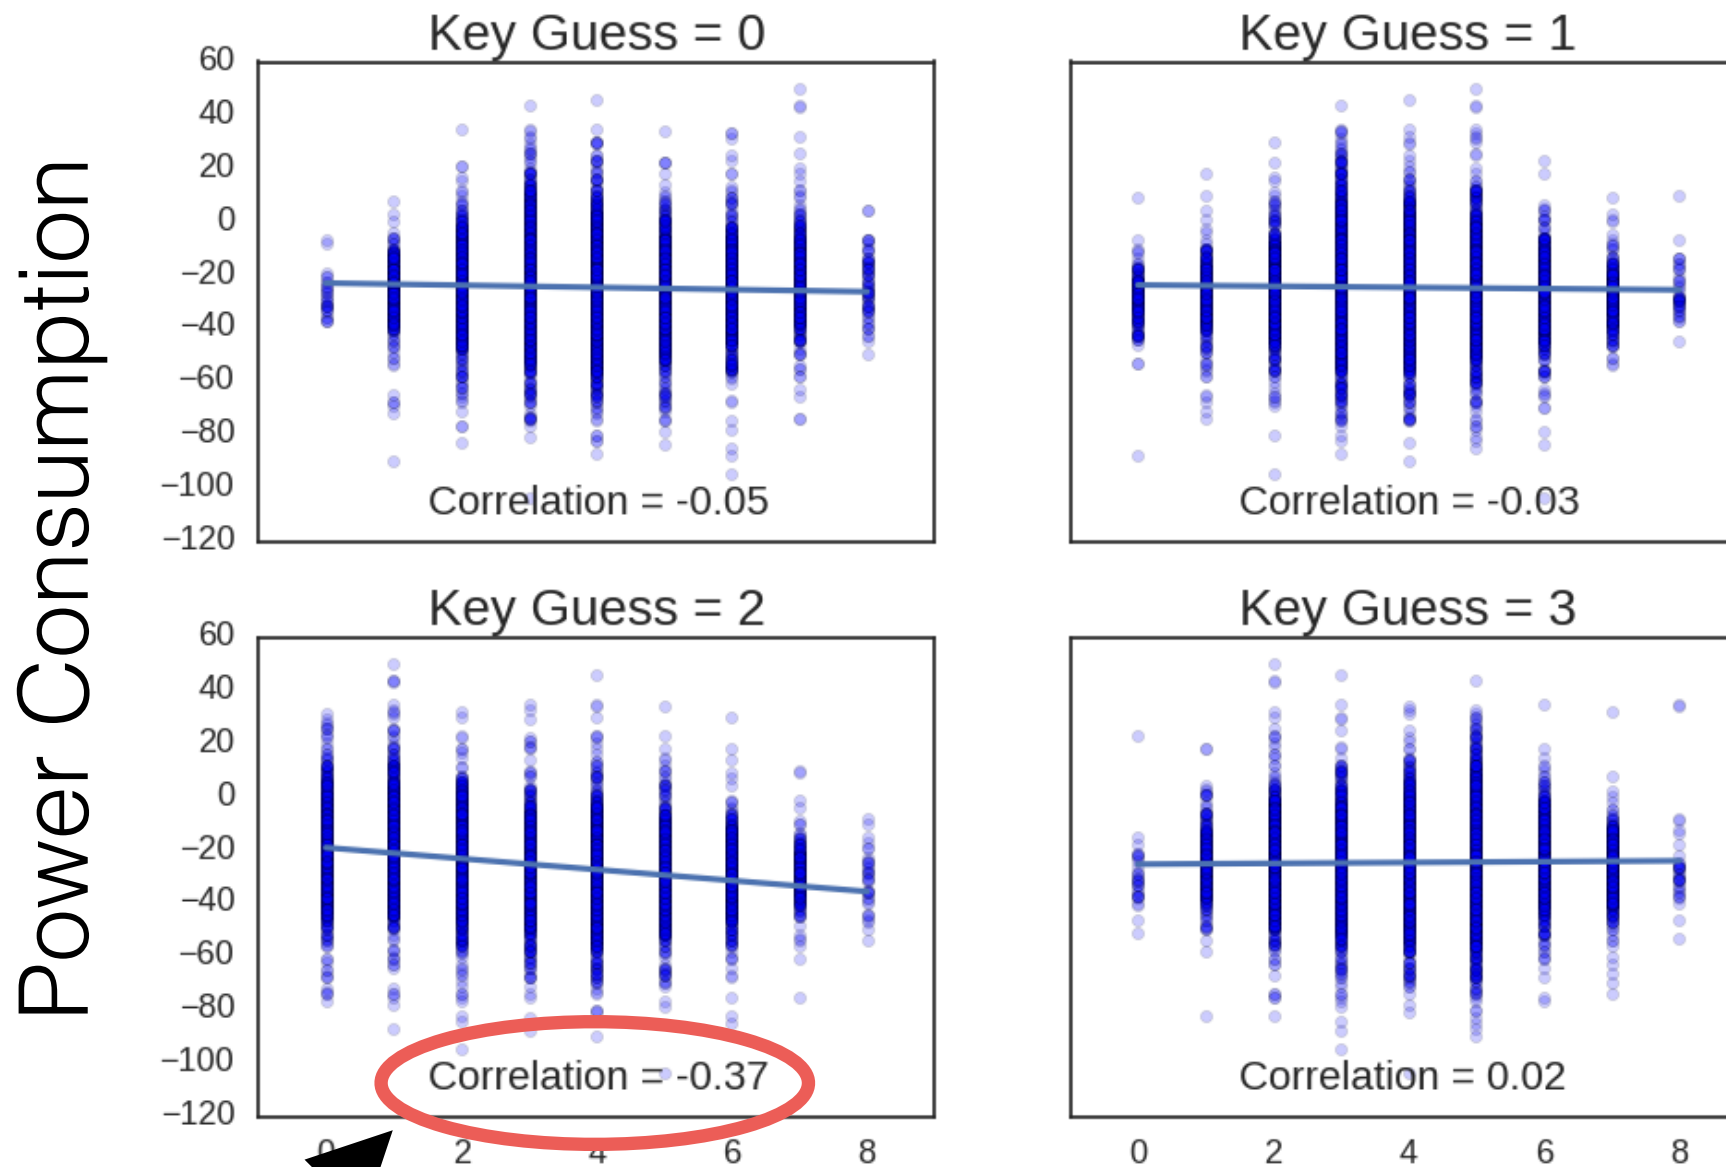 Power Consumption
Key Guess = 0
60
40
20
0
−20
−40
−60
−80
−100
−120
Correlation = -0.05
Key Guess = 1
Correlation = -0.03
Key Guess = 2
60
40
20
0
−20
−40
−60
−80
−100
−120
Correlation = -0.37
0 2 4 6 8
Key Guess = 3
Correlation = 0.02
0 2 4 6 8